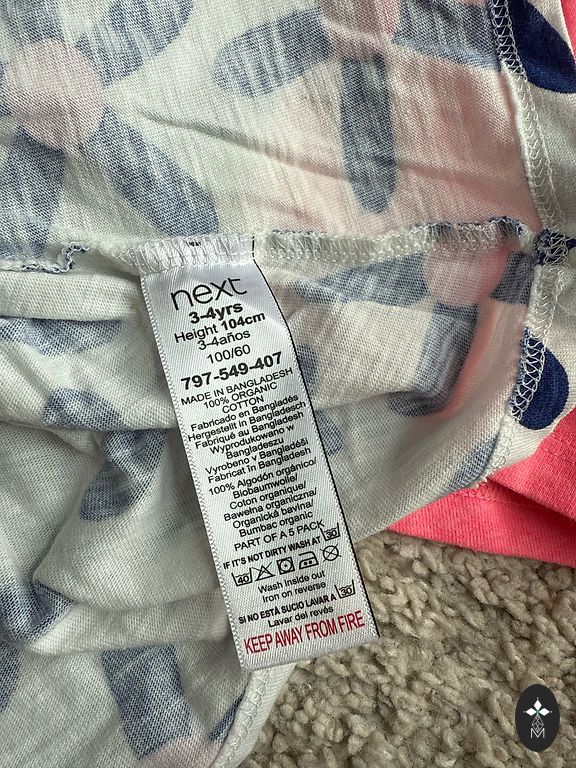 next
3-4yrs
Height 104cm
3-4años
100/60
797-549-407
MADE IN BANGLADESH
100% ORGANIC
COTTON
Fabricado en Bangladés
Hergestellt in Bangladesch
Fabriqué au Bangladesh
Wyprodukowano w
Bangladeszu
Vyrobeno v Bangladéši
Fabricat în Bangladesh
100% Algodón orgánico/
Biobaumwolle/
Coton organique/
Bawełna organiczna/
Organická bavlna/
Bumbac organic
PART OF A 5 PACK
IF IT'S NOT DIRTY WASH AT 30
40
Wash inside out
Iron on reverse
SI NO ESTÁ SUCIO LAVAR A 30
Lavar del revés
KEEP AWAY FROM FIRE
M